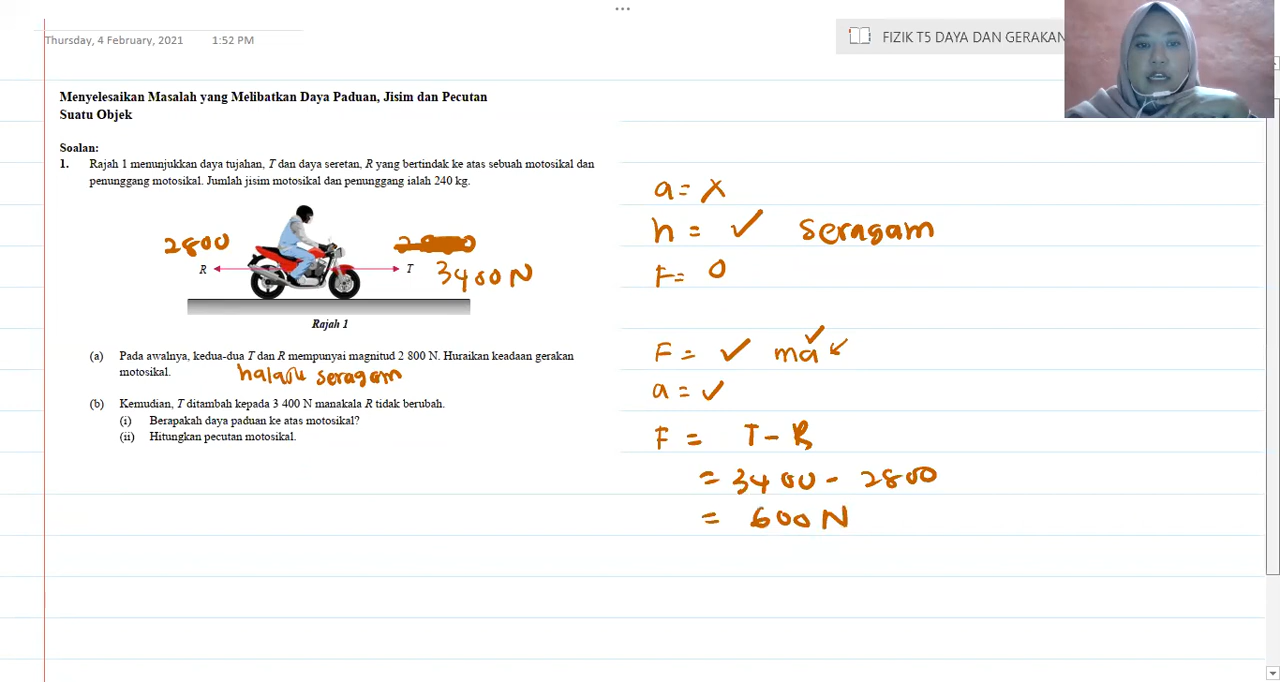 Thursday, 4 February, 2021 1:52 PM
FIZIK T5 DAYA DAN GERAKAN
Menyelesaikan Masalah yang Melibatkan Daya Paduan, Jisim dan Pecutan
Suatu Objek
Soalan:
1. Rajah 1 menunjukkan daya tujahan, T dan daya seretan, R yang bertindak ke atas sebuah motosikal dan
penunggang motosikal. Jumlah jisim motosikal dan penunggang ialah 240 kg.
2800
R
T
3400 N
Rajah 1
(a) Pada awalnya, kedua-dua T dan R mempunyai magnitud 2 800 N. Huraikan keadaan gerakan
motosikal.
halaju seragam
(b) Kemudian, T ditambah kepada 3 400 N manakala R tidak berubah.
(i) Berapakah daya paduan ke atas motosikal?
(ii) Hitungkan pecutan motosikal.
a = ✗
h = ✓ seragam
F = 0
F = ✓ ma ✓ ↙
a = ✓
F = T - R
= 3400 - 2800
= 600 N